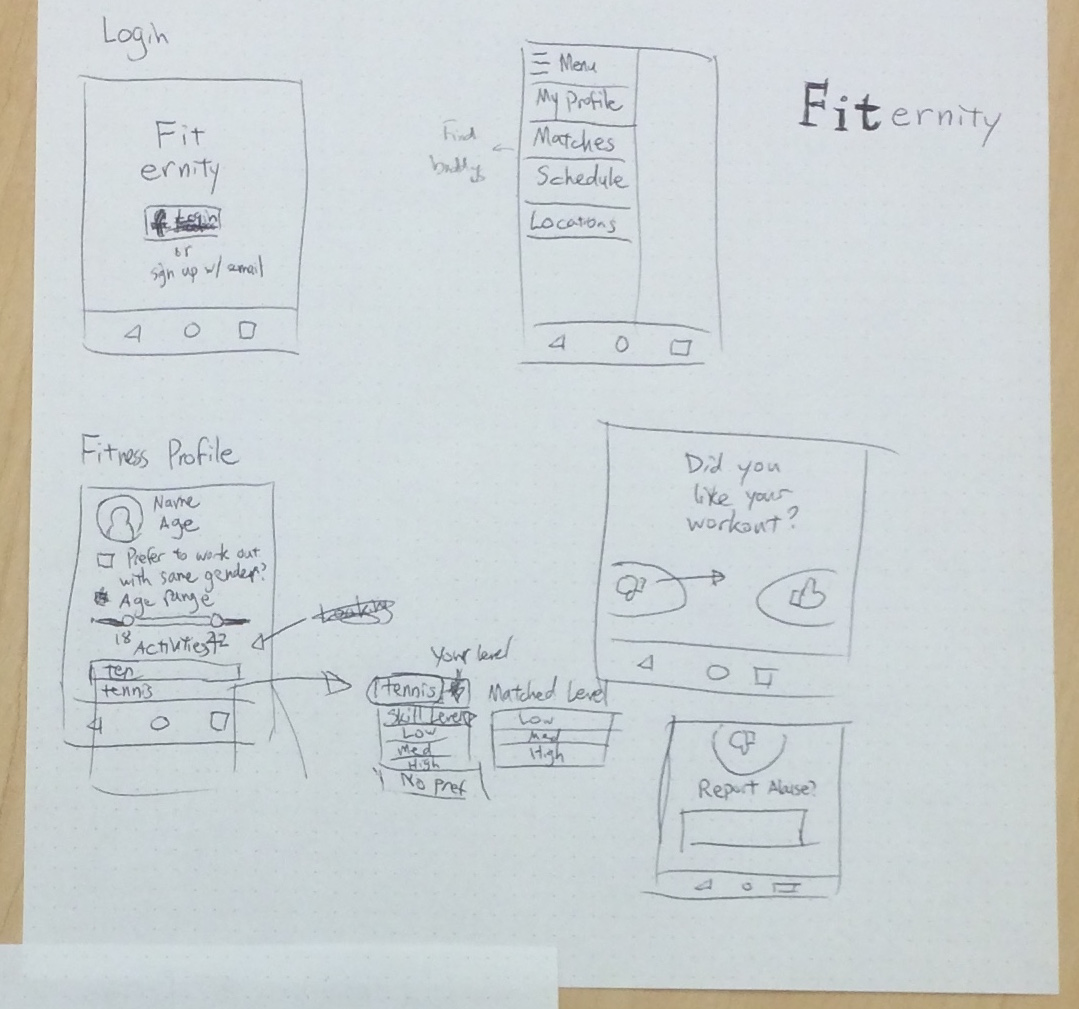 Login
Fit
ernity
Login
or
sign up w/ email
Menu
My Profile
Matches
Schedule
Locations
Find
buddys
Fiternity
Fitness Profile
Name
Age
Prefer to work out
with same gender?
Age range
18
42
Activities
ten
tennis
Looking
Your level
tennis
Skill Level
Low
Med
High
No pref
Matched Level
Low
Med
High
Did you
like your
workout?
Report Abuse?